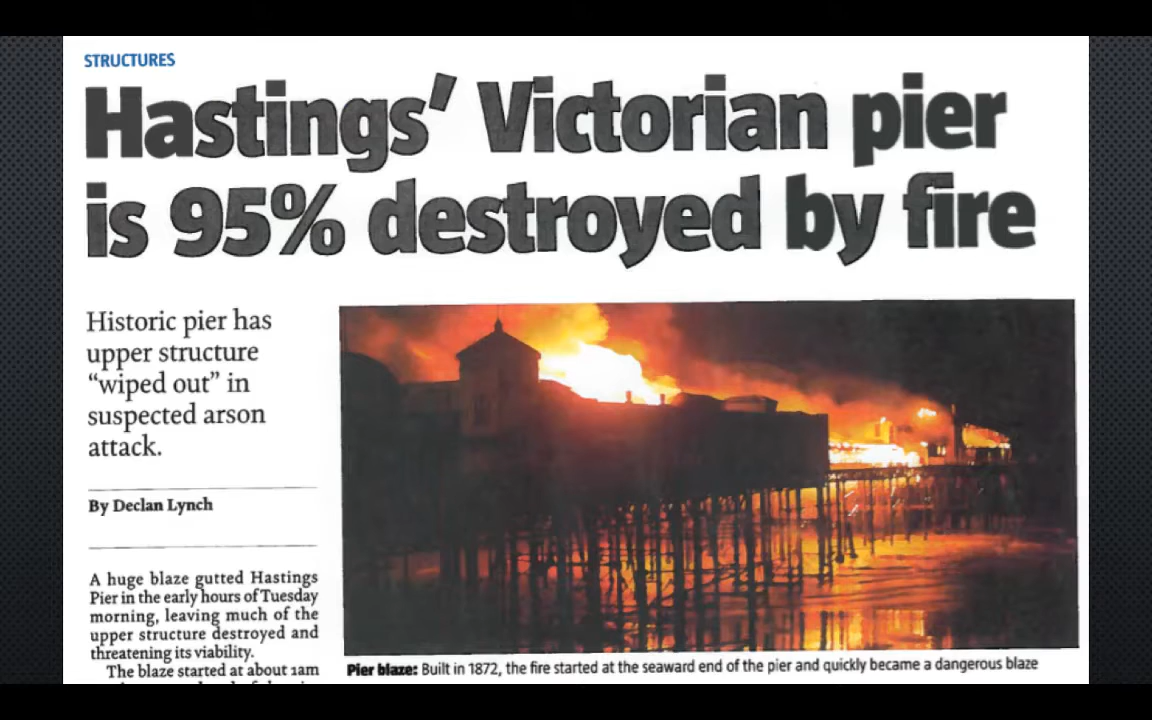 STRUCTURES
Hastings’ Victorian pier
is 95% destroyed by fire
Historic pier has
upper structure
“wiped out” in
suspected arson
attack.
By Declan Lynch
A huge blaze gutted Hastings
Pier in the early hours of Tuesday
morning, leaving much of the
upper structure destroyed and
threatening its viability.
The blaze started at about 1am
Pier blaze: Built in 1872, the fire started at the seaward end of the pier and quickly became a dangerous blaze